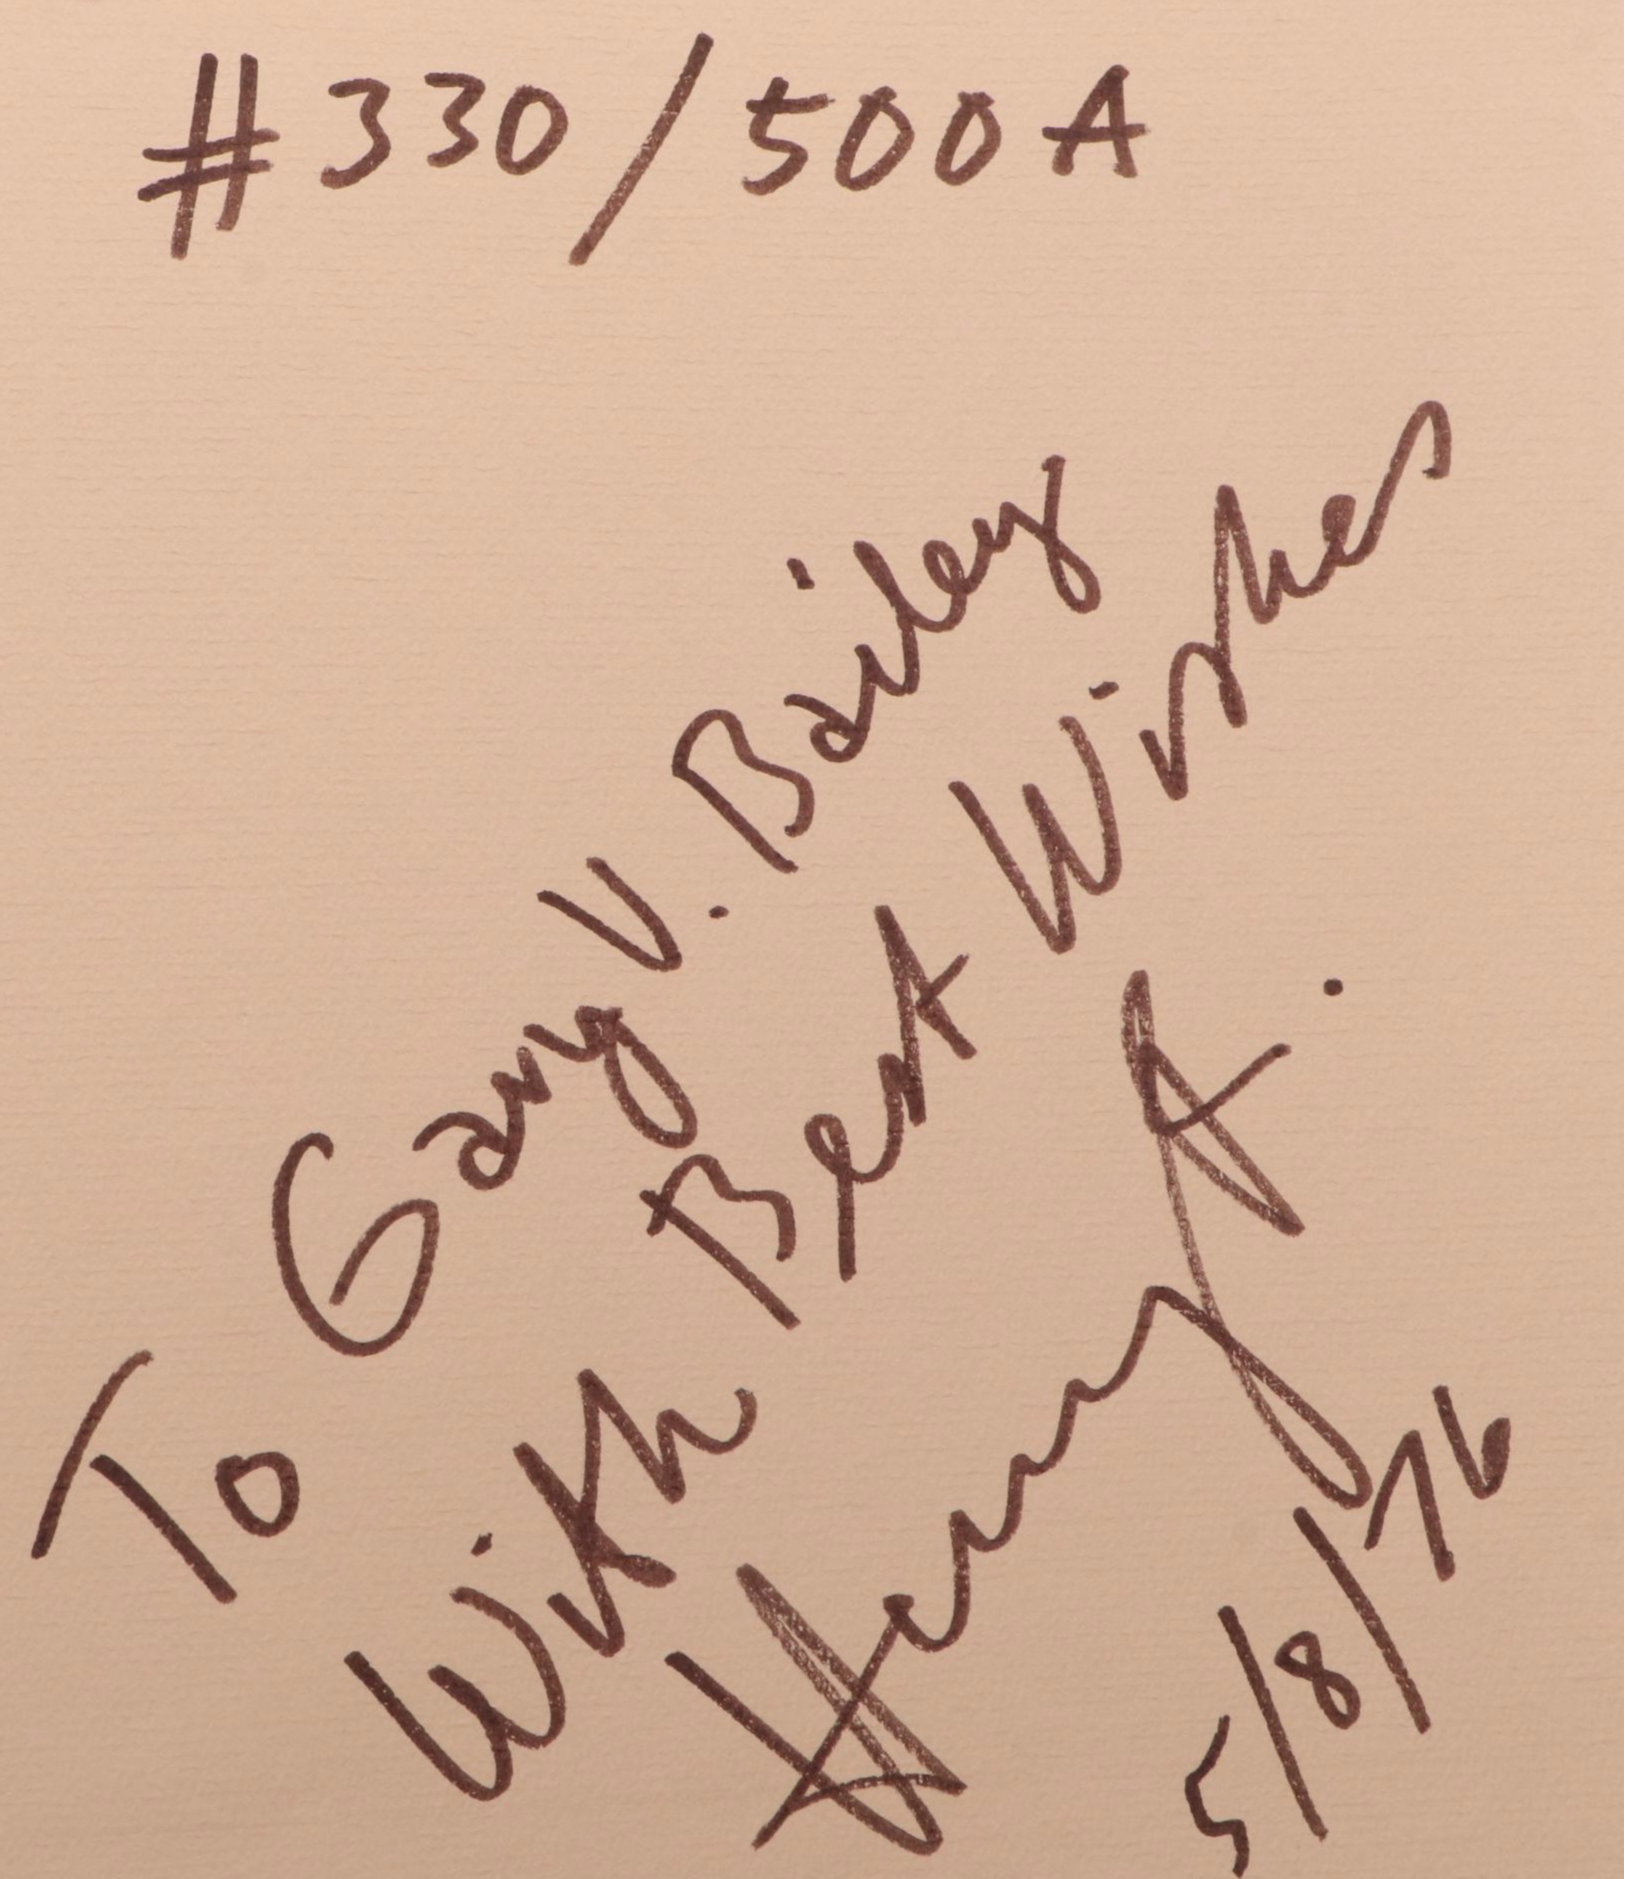 #330/500A
To Gary V. Bailey
With Best Wishes
Henry A.
5/8/76